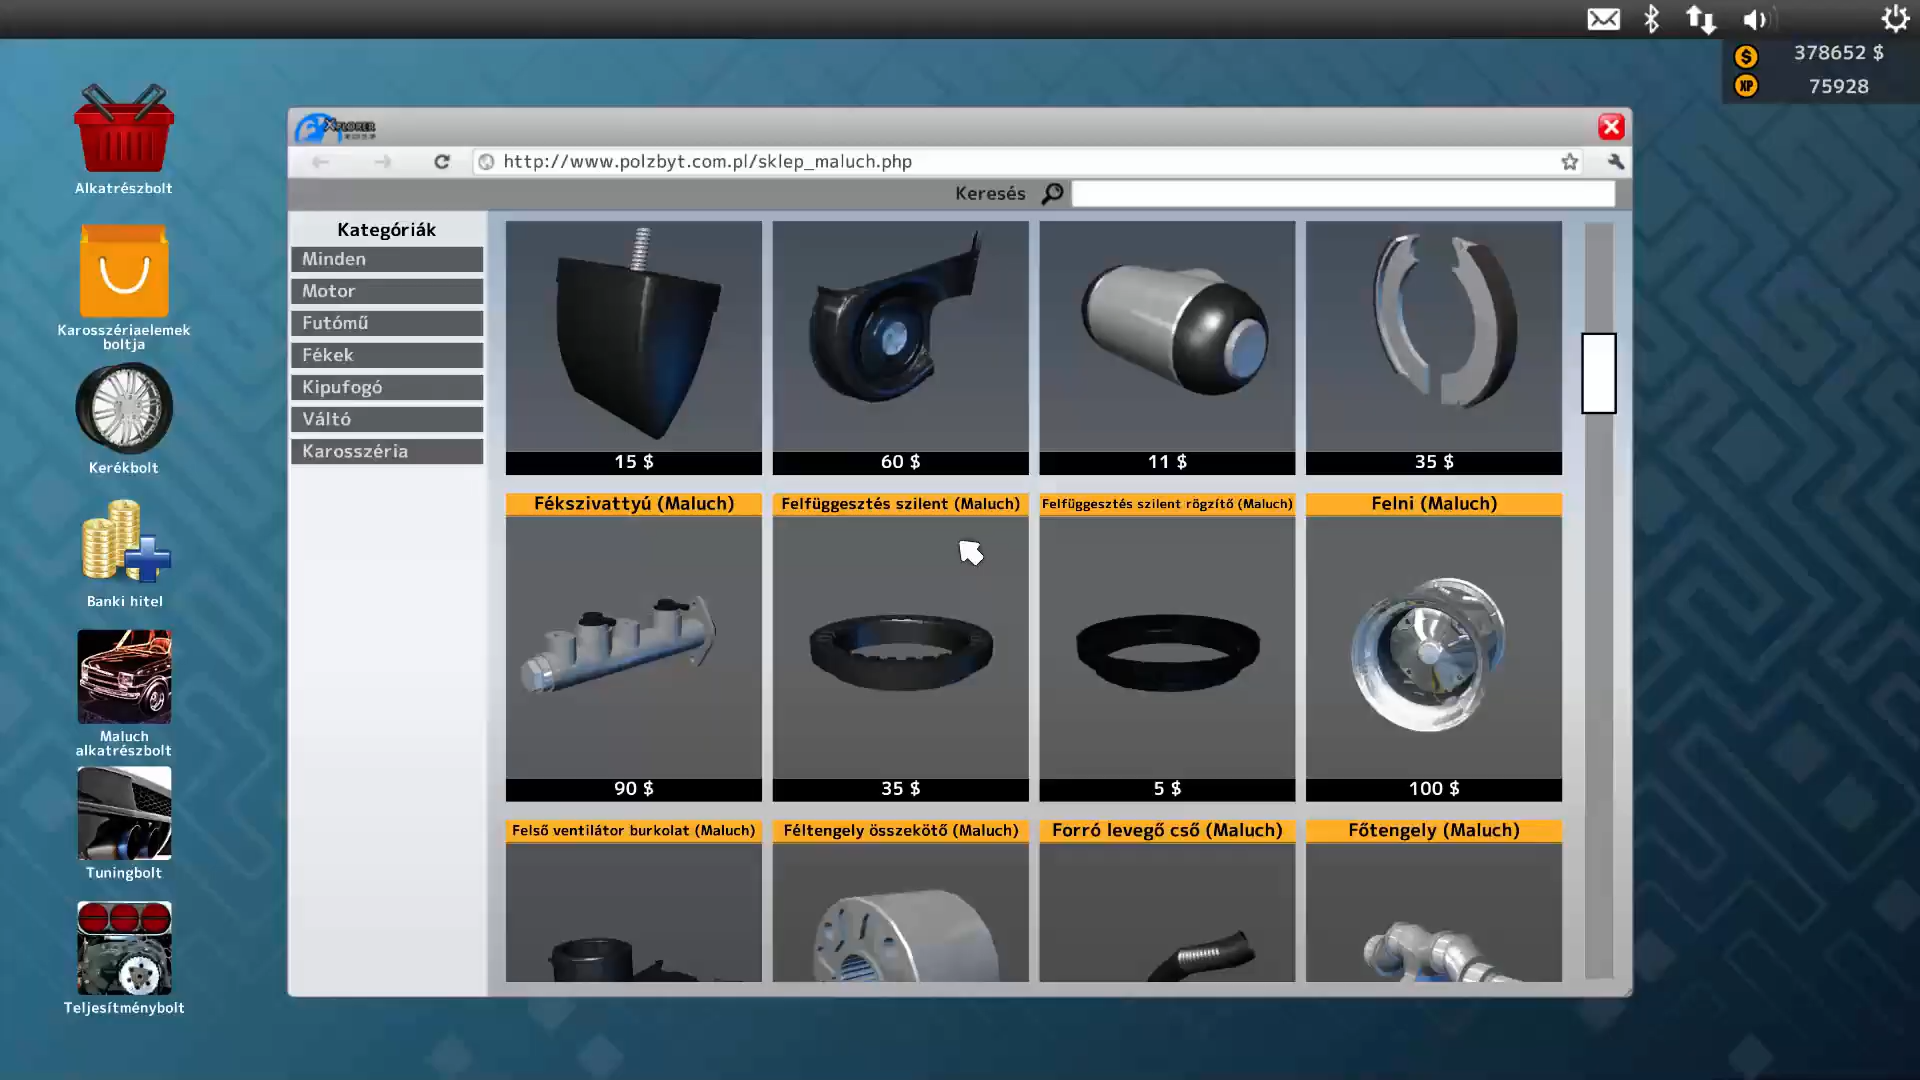 378652 $
XP
75928
Alkatrészbolt
Karosszériaelemek
boltja
Kerékbolt
Banki hitel
Maluch
alkatrészbolt
Tuningbolt
Teljesítménybolt
http://www.polzbyt.com.pl/sklep_maluch.php
Keresés
Kategóriák
Minden
Motor
Futómű
Fékek
Kipufogó
Váltó
Karosszéria
15 $
60 $
11 $
35 $
Fékszivattyú (Maluch)
Felfüggesztés szilent (Maluch)
Felfüggesztés szilent rögzítő (Maluch)
Felni (Maluch)
90 $
35 $
5 $
100 $
Felső ventilátor burkolat (Maluch)
Féltengely összekötő (Maluch)
Forró levegő cső (Maluch)
Főtengely (Maluch)